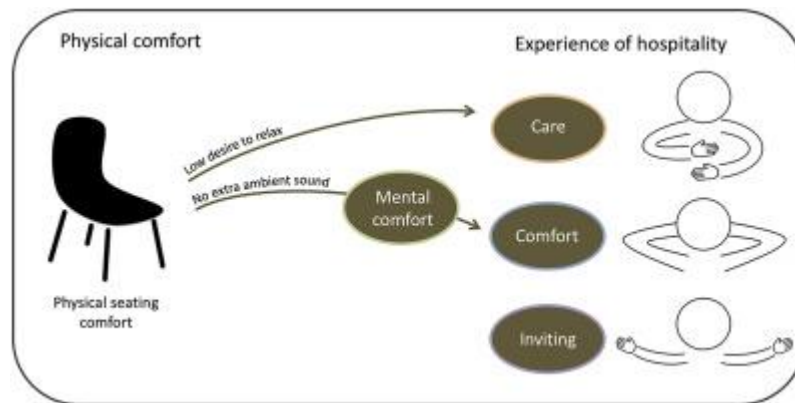 Physical comfort
Experience of hospitality
Low desire to relax
Care
No extra ambient sound
Mental
comfort
Comfort
Physical seating
comfort
Inviting